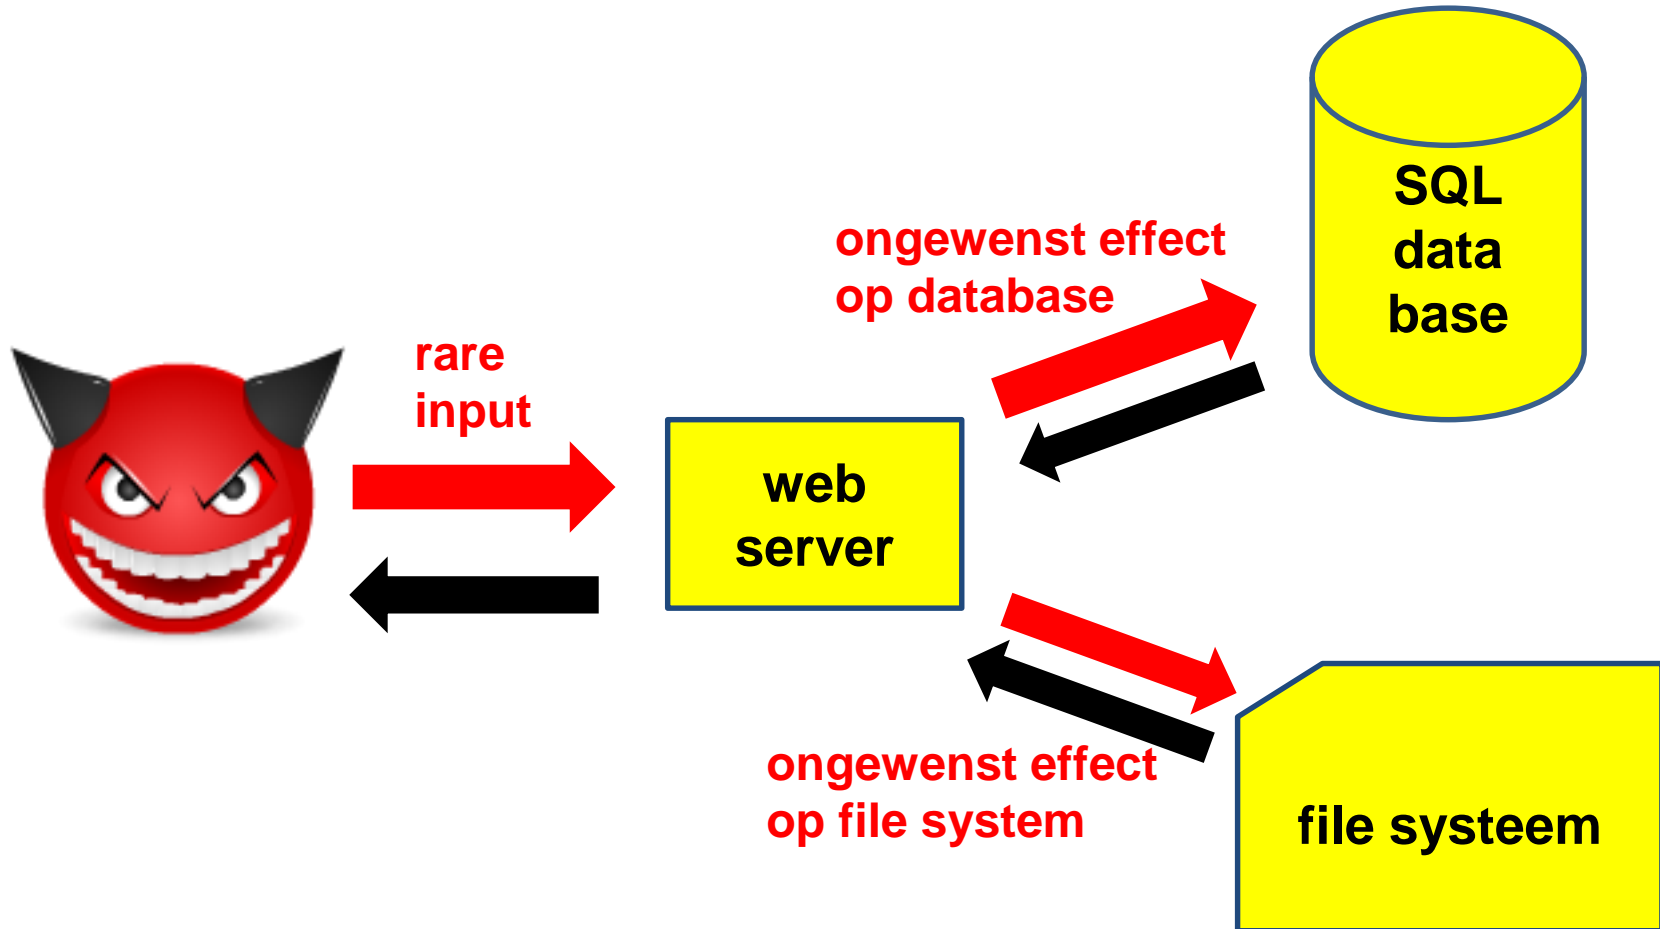 rare
input
web
server
ongewenst effect
op database
SQL
data
base
ongewenst effect
op file system
file systeem